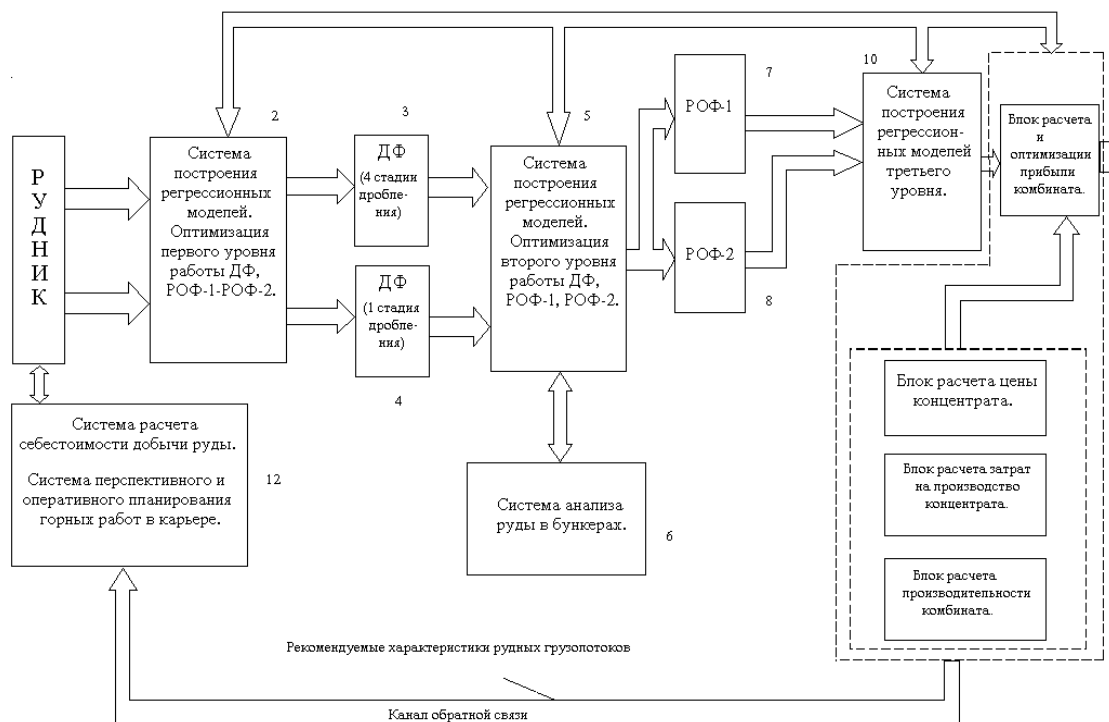 РУДНИК
2
Система
построения
регрессионных
моделей.
Оптимизация
первого уровня
работы ДФ,
РОФ-1-РОФ-2.
3
ДФ
(4 стадии
дробле-
ния)
ДФ
(1 стадия
дробле-
ния)
4
5
Система
построения
регрессионных
моделей.
Оптимизация
второго уровня
работы ДФ,
РОФ-1, РОФ-2.
7
РОФ-1
РОФ-2
8
10
Система
построения
регрессион-
ных моделей
третьего
уровня.
Блок расчета
и
оптимизации
прибыли
комбината.
Блок расчета цены
концентрата.
Блок расчета затрат
на производство
концентрата.
Блок расчета
производительности
комбината.
Система расчета
себестоимости добычи руды.
Система перспективного и
оперативного планирования
горных работ в карьере.
12
Система анализа
руды в бункерах.
6
Рекомендуемые характеристики рудных грузопотоков
Канал обратной связи